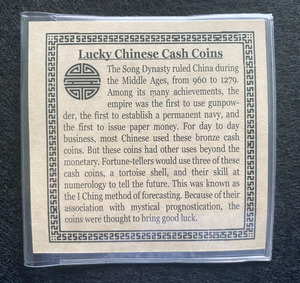 Lucky Chinese Cash Coins
The Song Dynasty ruled China during
the Middle Ages, from 960 to 1279.
Among its many achievements, the
empire was the first to use gunpow-
der, the first to establish a permanent navy, and
the first to issue paper money. For day to day
business, most Chinese used these bronze cash
coins. But these coins had other uses beyond the
monetary. Fortune-tellers would use three of these
cash coins, a tortoise shell, and their skill at
numerology to tell the future. This was known as
the I Ching method of forecasting. Because of their
association with mystical prognostication, the
coins were thought to bring good luck.